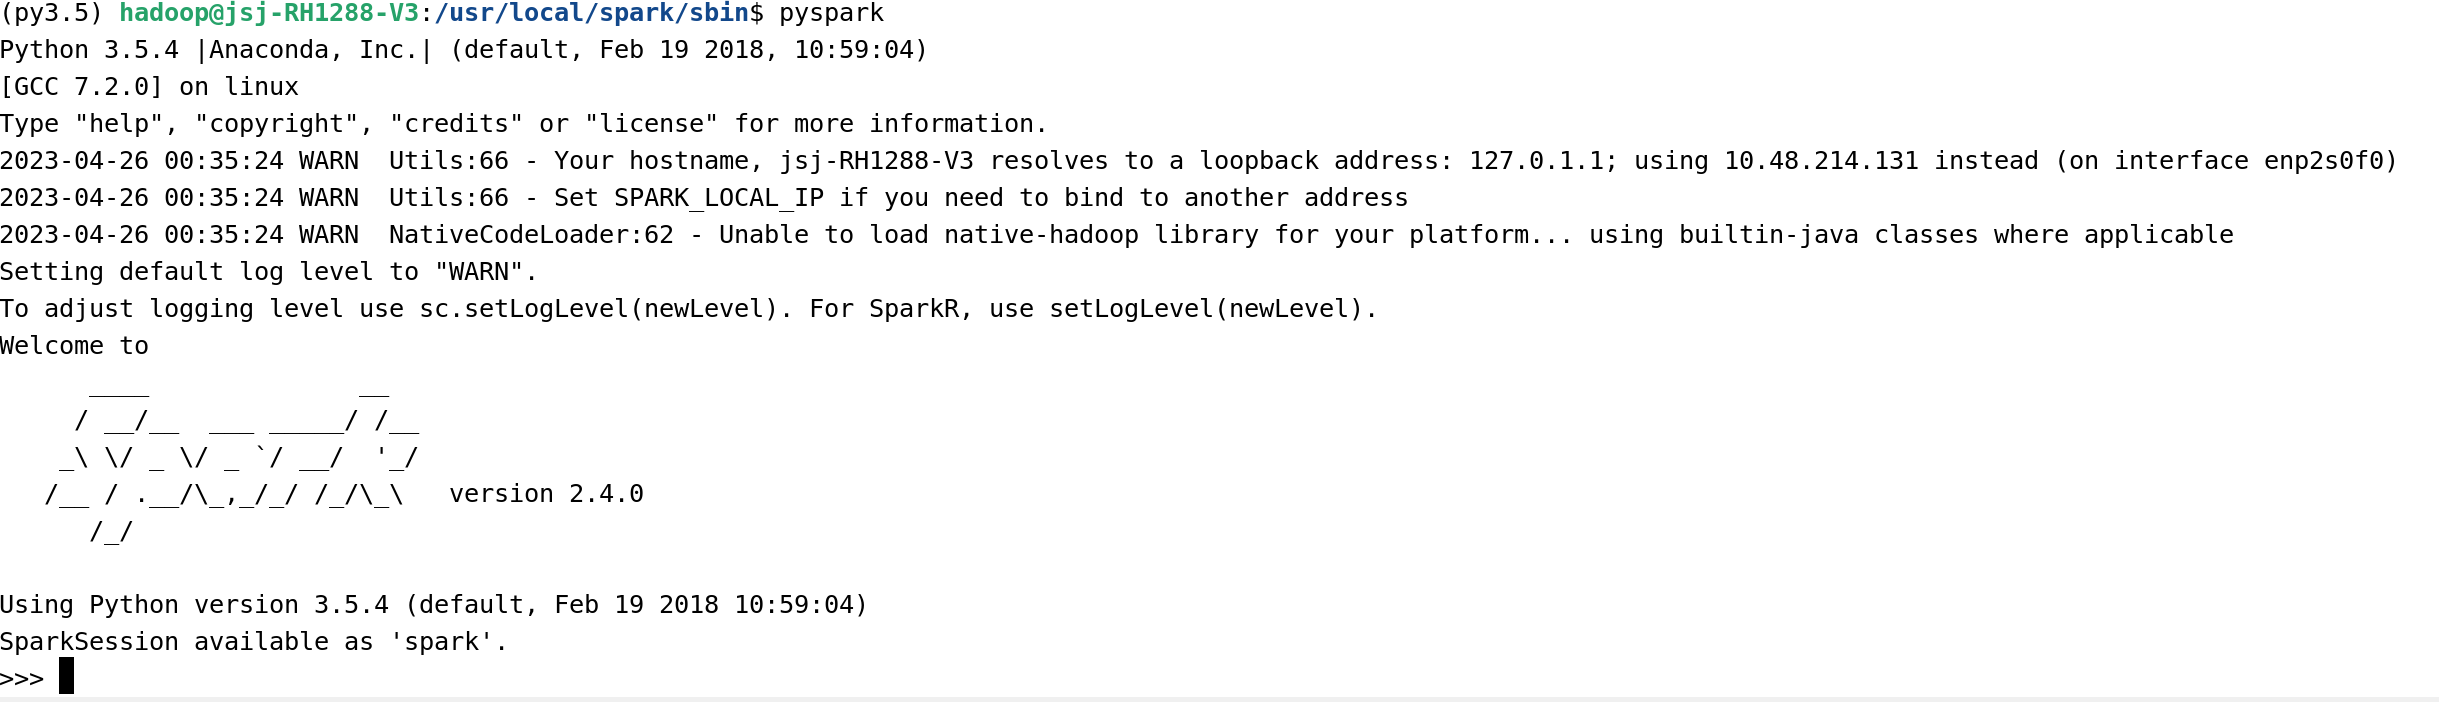 (py3.5) hadoop@jsj-RH1288-V3:/usr/local/spark/sbin$ pyspark
Python 3.5.4 |Anaconda, Inc.| (default, Feb 19 2018, 10:59:04)
[GCC 7.2.0] on linux
Type "help", "copyright", "credits" or "license" for more information.
2023-04-26 00:35:24 WARN  Utils:66 - Your hostname, jsj-RH1288-V3 resolves to a loopback address: 127.0.1.1; using 10.48.214.131 instead (on interface enp2s0f0)
2023-04-26 00:35:24 WARN  Utils:66 - Set SPARK_LOCAL_IP if you need to bind to another address
2023-04-26 00:35:24 WARN  NativeCodeLoader:62 - Unable to load native-hadoop library for your platform... using builtin-java classes where applicable
Setting default log level to "WARN".
To adjust logging level use sc.setLogLevel(newLevel). For SparkR, use setLogLevel(newLevel).
Welcome to
      ____              __
     / __/__  ___ _____/ /__
    _\ \/ _ \/ _ `/ __/  '_/
   /__ / .__/\_,_/_/ /_/\_\   version 2.4.0
      /_/
Using Python version 3.5.4 (default, Feb 19 2018 10:59:04)
SparkSession available as 'spark'.
>>>